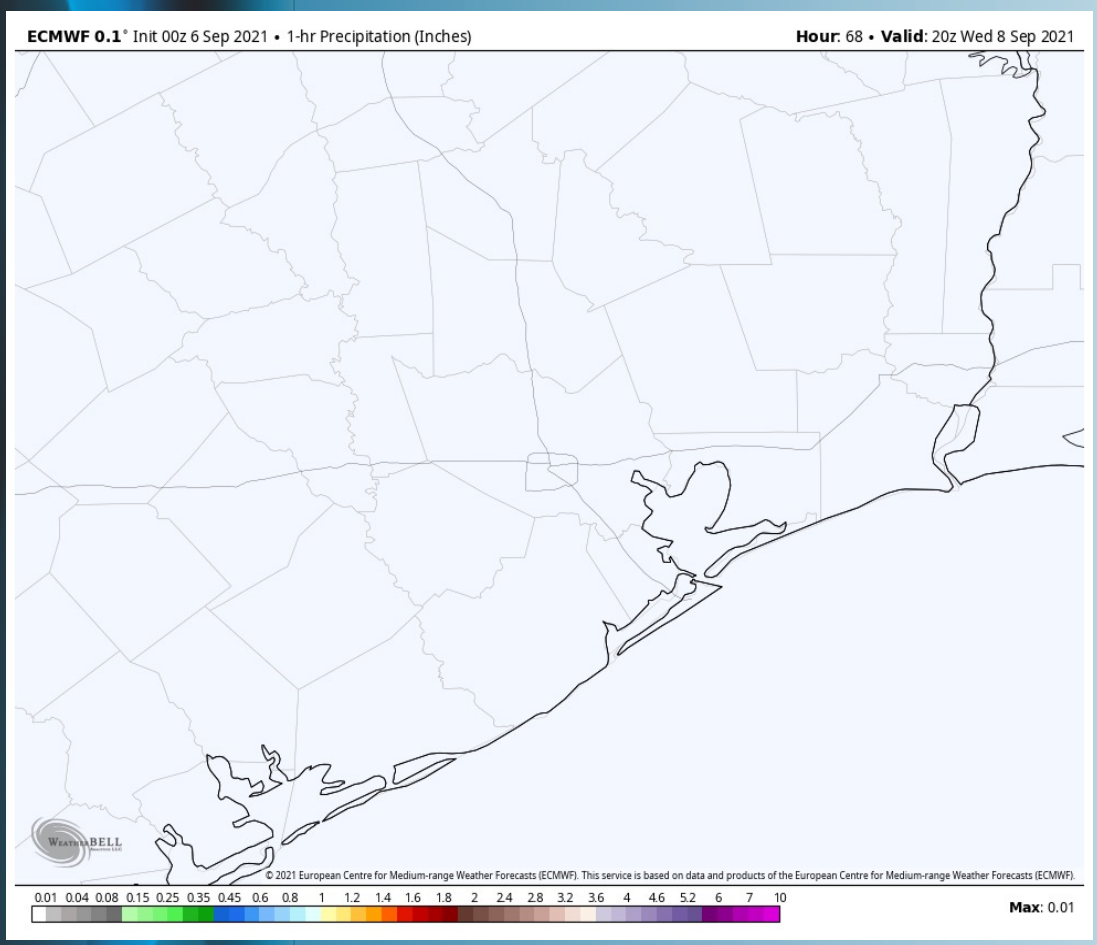 ECMWF 0.1° Init 00z 6 Sep 2021 • 1-hr Precipitation (Inches) Hour: 68 • Valid: 20z Wed 8 Sep 2021
WEATHERBELL
© 2021 European Centre for Medium-range Weather Forecasts (ECMWF). This service is based on data and products of the European Centre for Medium-range Weather Forecasts (ECMWF).
0.01 0.04 0.08 0.15 0.25 0.35 0.45 0.6 0.8 1 1.2 1.4 1.6 1.8 2 2.4 2.8 3.2 3.6 4 4.6 5.2 6 7 10
Max: 0.01